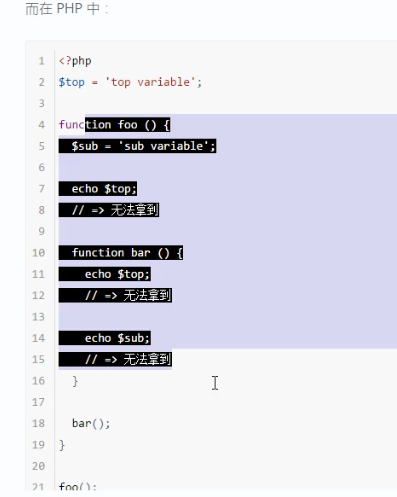 而在 PHP 中：
1 <?php
2 $top = 'top variable';
3
4 function foo () {
5 $sub = 'sub variable';
6
7 echo $top;
8 // => 无法拿到
9
10 function bar () {
11 echo $top;
12 // => 无法拿到
13
14 echo $sub;
15 // => 无法拿到
16 }
17
18 bar();
19 }
20
21 foo();